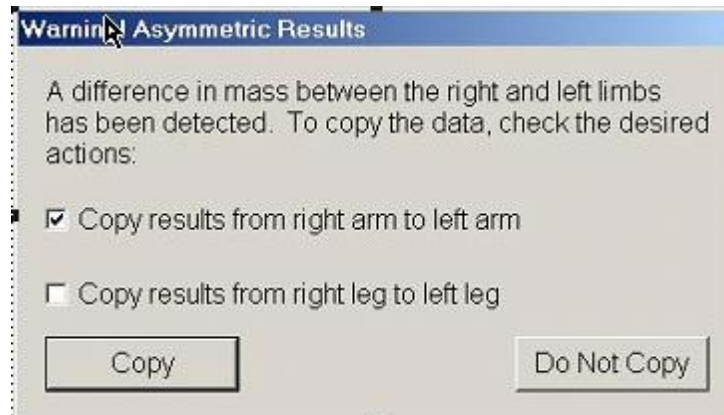 Warning! Asymmetric Results
A difference in mass between the right and left limbs
has been detected. To copy the data, check the desired
actions:
Copy results from right arm to left arm
Copy results from right leg to left leg
Copy
Do Not Copy